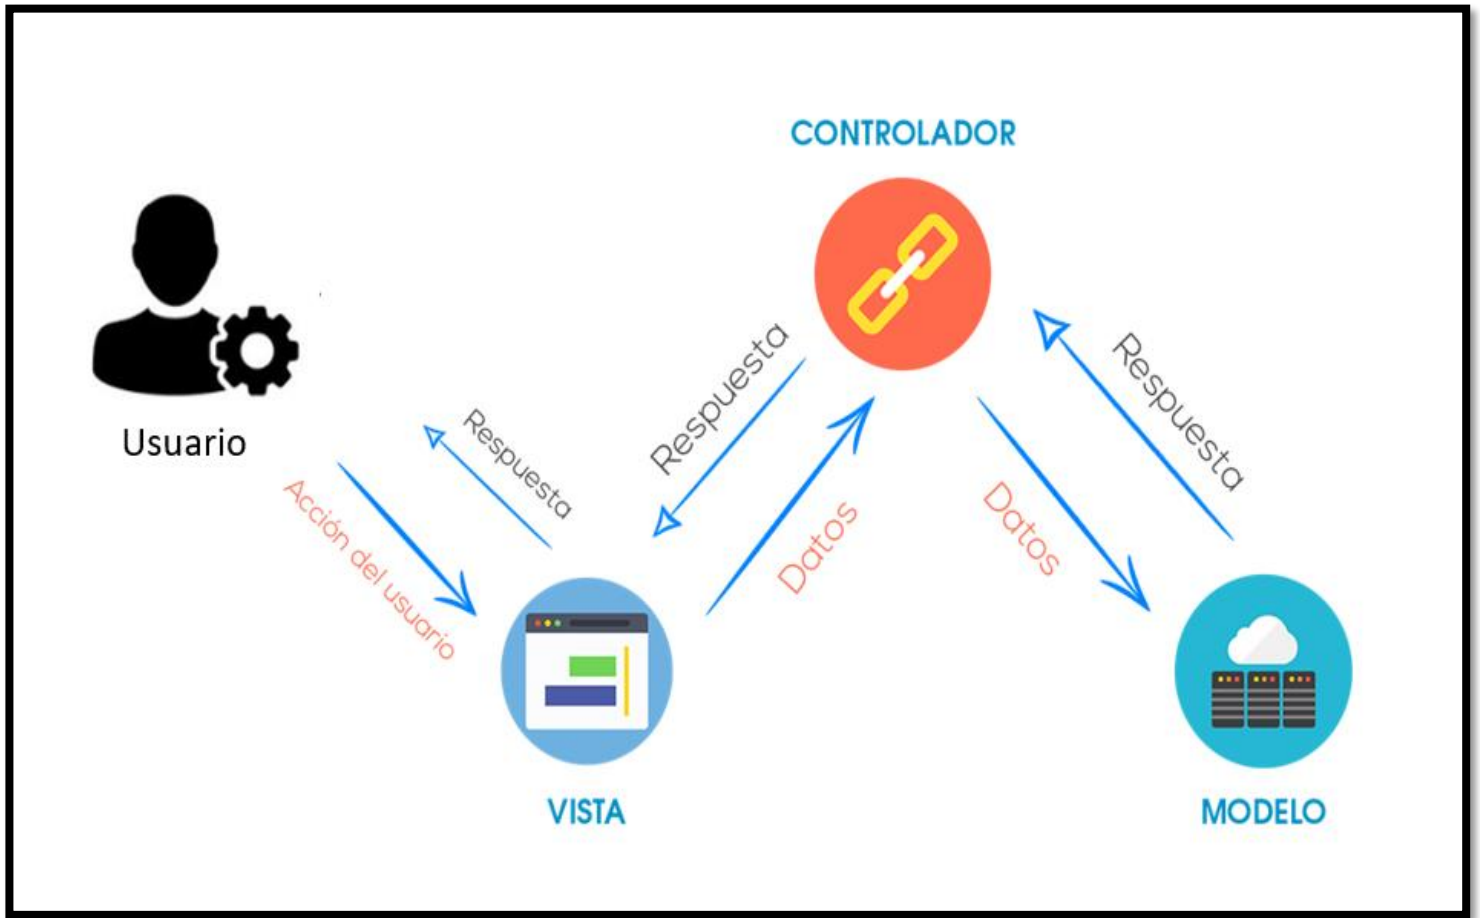 CONTROLADOR
Usuario
Respuesta
Acción del usuario
Respuesta
Datos
Respuesta
Datos
VISTA
MODELO